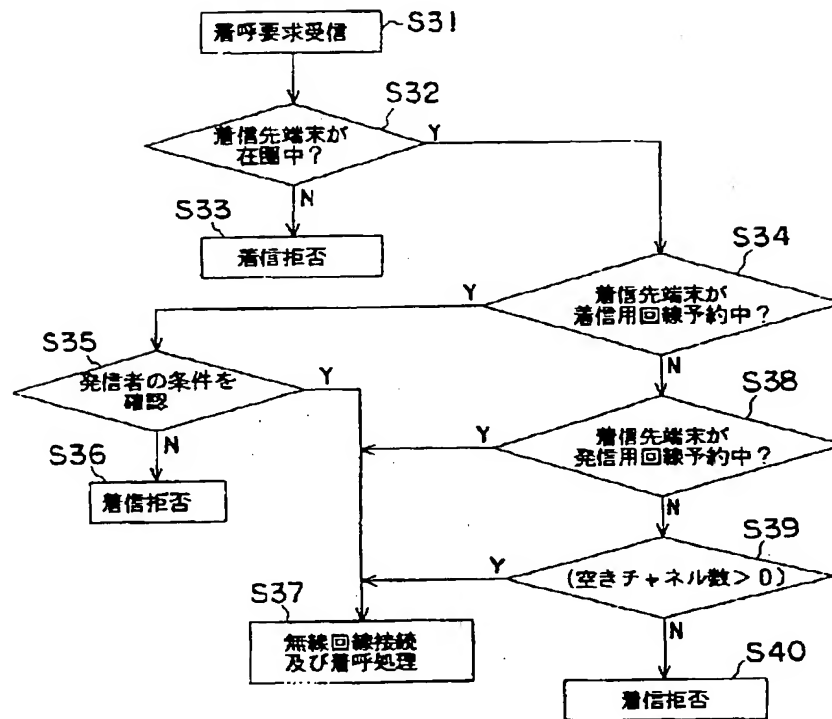 着呼要求受信
S31
S32
着信先端末が
在圏中？
Y
N
S33
着信拒否
S34
着信先端末が
着信用回線予約中？
Y
N
S35
発信者の条件を
確認
Y
N
S36
着信拒否
S38
着信先端末が
発信用回線予約中？
Y
N
S39
(空きチャネル数＞0)
Y
N
S37
無線回線接続
及び着呼処理
S40
着信拒否